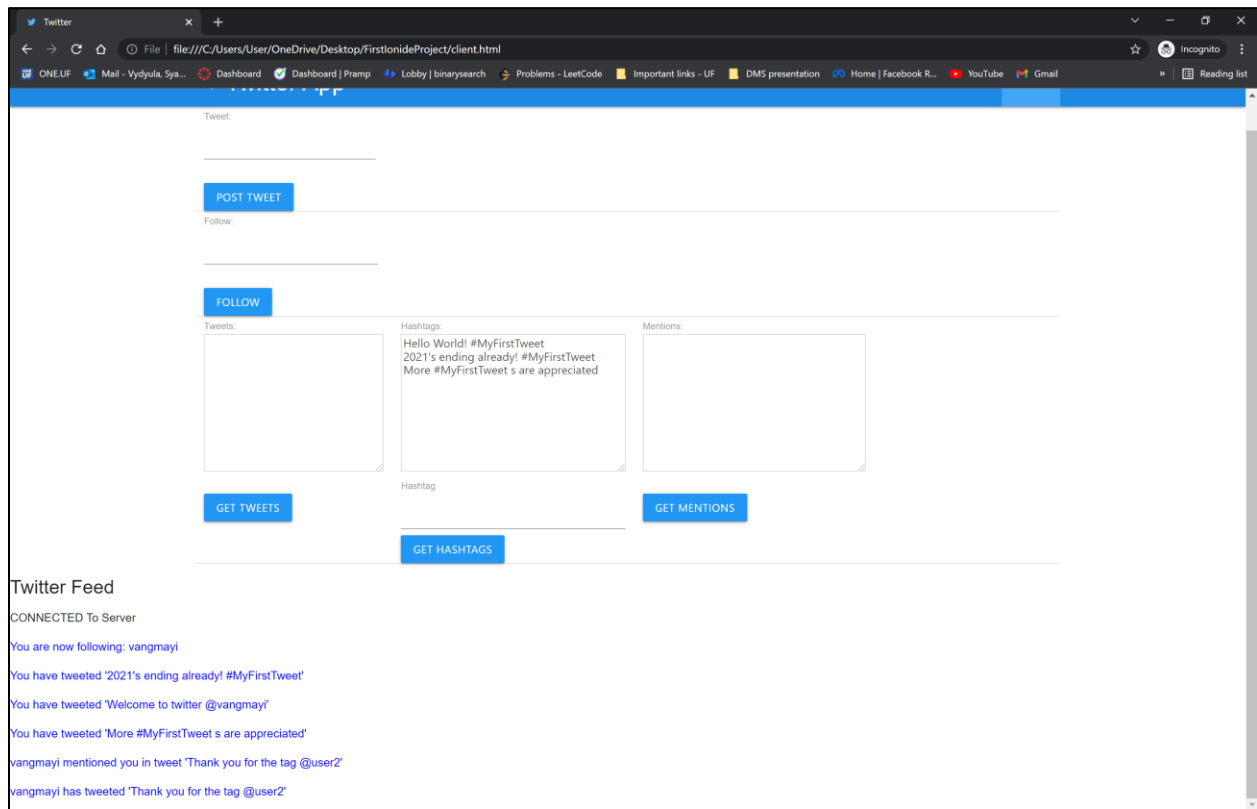 Twitter
File
file:///C:/Users/User/OneDrive/Desktop/FirstIonideProject/client.html
Incognito
ONE.UF Mail - Vydyula, Sya... Dashboard Dashboard | Pramp Lobby | binarysearch Problems - LeetCode Important links - UF DMS presentation Home | Facebook R... YouTube Gmail » Reading list
Twitter App
Tweet:
POST TWEET
Follow:
FOLLOW
Tweets: Hashtags: Mentions:
Hello World! #MyFirstTweet
2021's ending already! #MyFirstTweet
More #MyFirstTweet s are appreciated
Hashtag
GET TWEETS GET MENTIONS
GET HASHTAGS
Twitter Feed
CONNECTED To Server
You are now following: vangmayi
You have tweeted '2021's ending already! #MyFirstTweet'
You have tweeted 'Welcome to twitter @vangmayi'
You have tweeted 'More #MyFirstTweet s are appreciated'
vangmayi mentioned you in tweet 'Thank you for the tag @user2'
vangmayi has tweeted 'Thank you for the tag @user2'